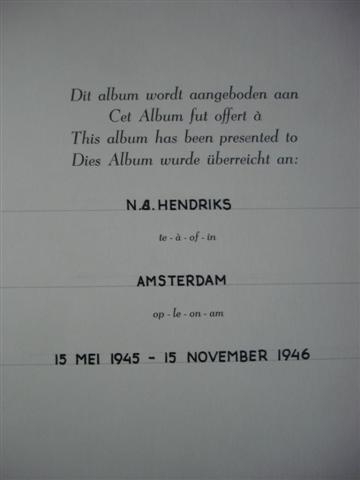 Dit album wordt aangeboden aan
Cet Album fut offert à
This album has been presented to
Dies Album wurde überreicht an:
HENDRIKS
te - à - of - in
AMSTERDAM
op - le - on - am
15 MEI 1945 - 15 NOVEMBER 1946